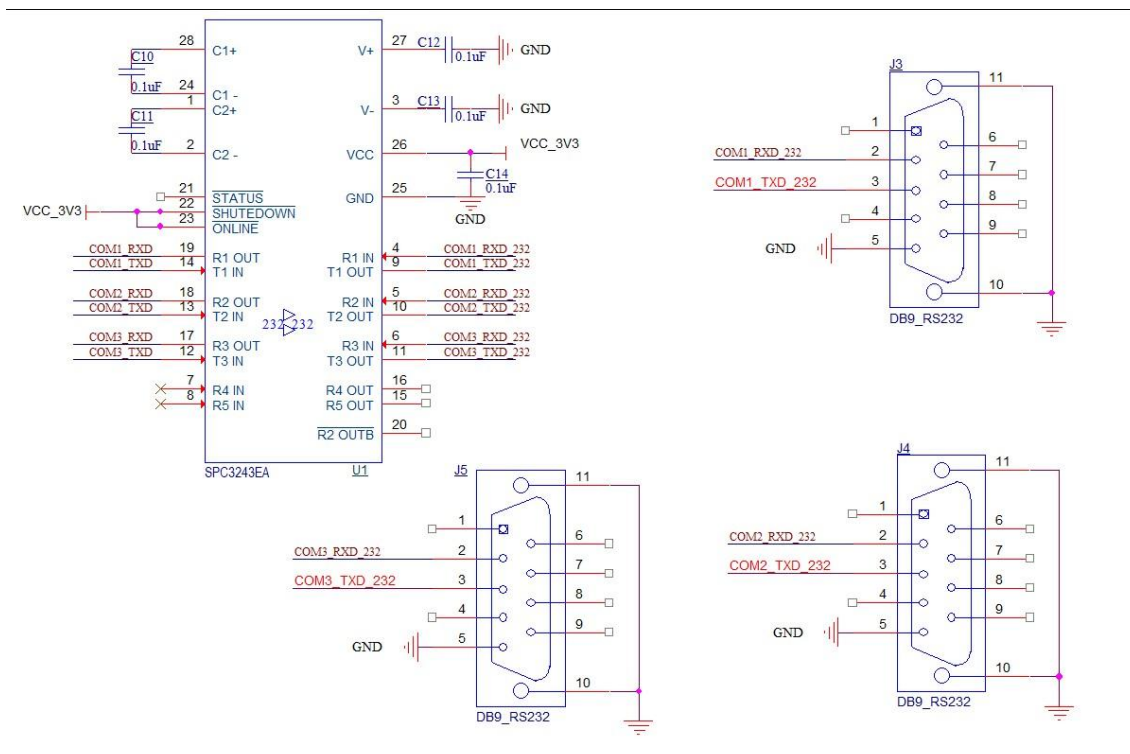 28
C1+
C10
0.1uF
24
C1 -
1
C2+
C11
0.1uF
2
C2 -
21
STATUS
VCC_3V3
22
SHUTEDOWN
23
ONLINE
COM1_RXD
19
R1 OUT
COM1_TXD
14
T1 IN
COM2_RXD
18
R2 OUT
COM2_TXD
13
T2 IN
COM3_RXD
17
R3 OUT
COM3_TXD
12
T3 IN
7
R4 IN
8
R5 IN
232
232
V+
27
C12
0.1uF
GND
V-
3
C13
0.1uF
GND
VCC
26
VCC_3V3
C14
0.1uF
GND
25
GND
R1 IN
4
COM1_RXD_232
T1 OUT
9
COM1_TXD_232
R2 IN
5
COM2_RXD_232
T2 OUT
10
COM2_TXD_232
R3 IN
6
COM3_RXD_232
T3 OUT
11
COM3_TXD_232
R4 OUT
16
R5 OUT
15
R2 OUTB
20
SPC3243EA
U1
J3
11
1
6
COM1_RXD_232
2
7
COM1_TXD_232
3
8
4
9
GND
5
10
DB9_RS232
J5
11
1
6
COM3_RXD_232
2
7
COM3_TXD_232
3
8
4
9
GND
5
10
DB9_RS232
J4
11
1
6
COM2_RXD_232
2
7
COM2_TXD_232
3
8
4
9
GND
5
10
DB9_RS232